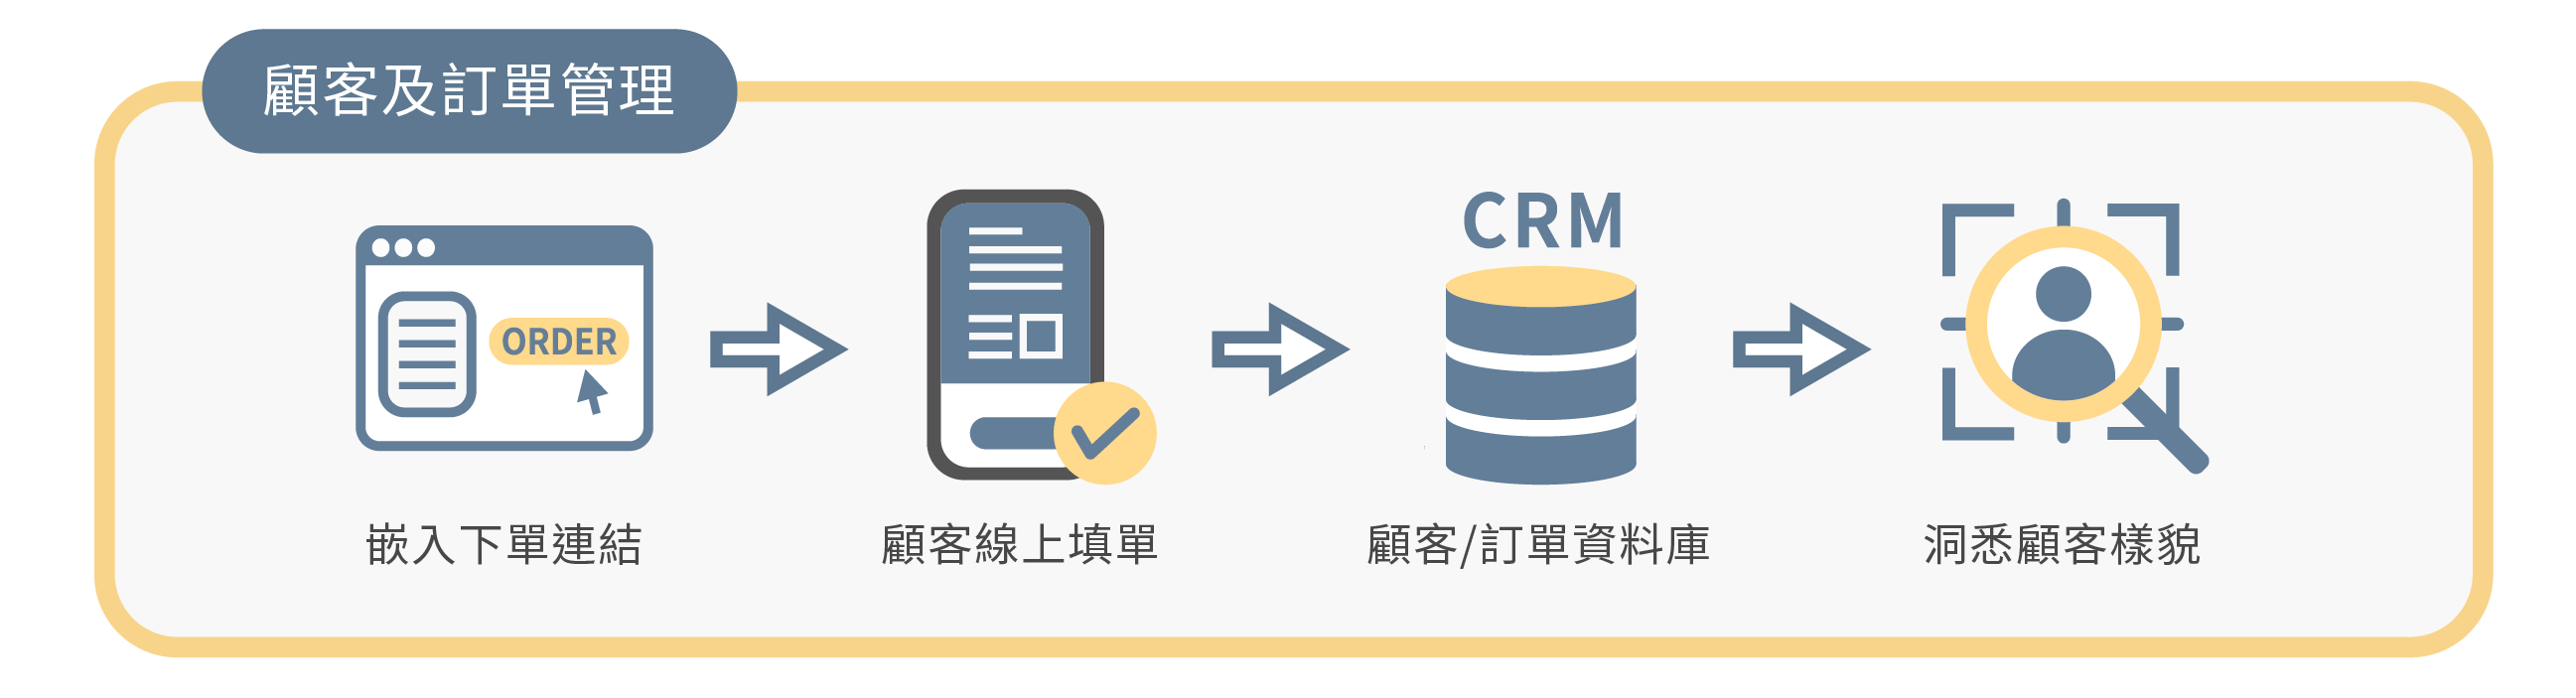 顧客及訂單管理
ORDER
CRM
嵌入下單連結
顧客線上填單
顧客/訂單資料庫
洞悉顧客樣貌